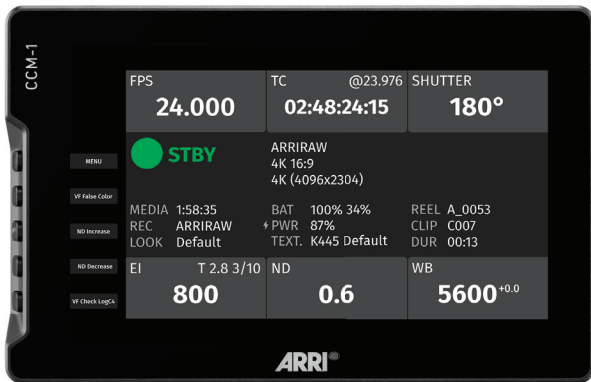 CCM-1
FPS
24.000
TC @23.976
02:48:24:15
SHUTTER
180°
MENU
VF False Color
ND Increase
ND Decrease
VF Check LogC4
STBY
ARRIRAW
4K 16:9
4K (4096x2304)
MEDIA 1:58:35
REC ARRIRAW
LOOK Default
BAT 100% 34%
PWR 87%
TEXT. K445 Default
REEL A_0053
CLIP C007
DUR 00:13
EI T 2.8 3/10
800
ND
0.6
WB
5600+0.0
ARRI